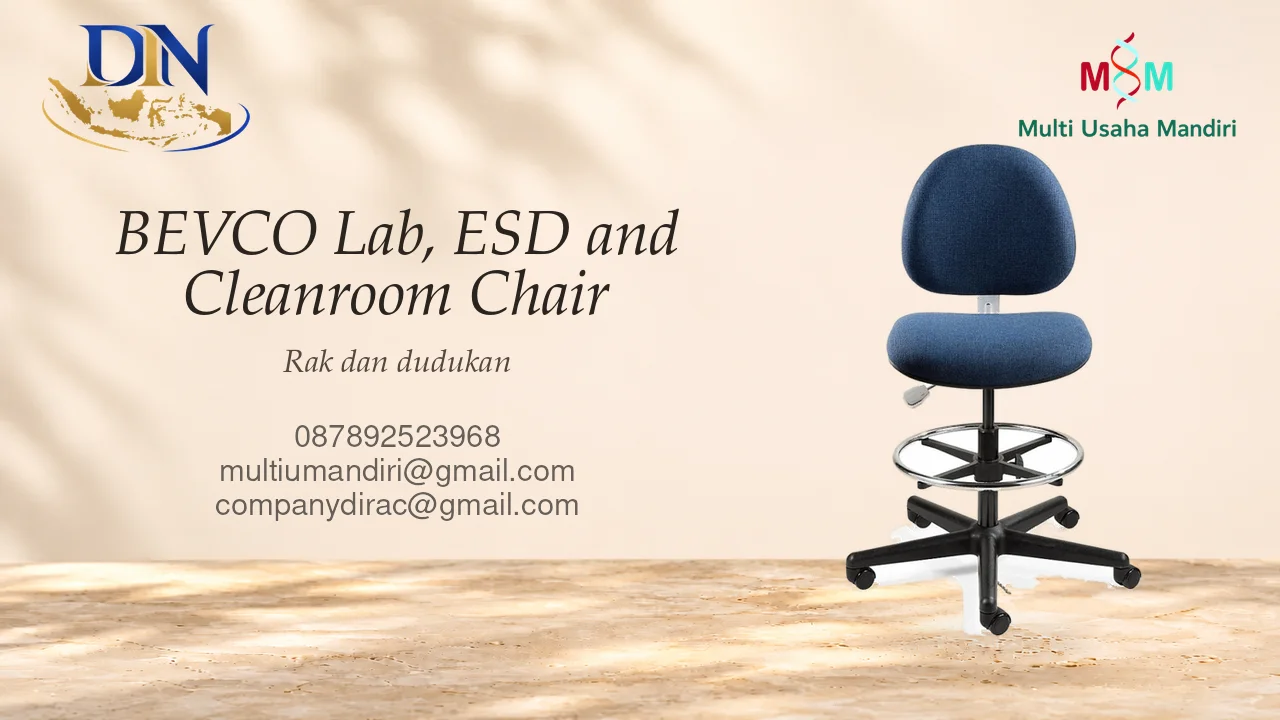 DIN
MSM
Multi Usaha Mandiri
BEVCO Lab, ESD and
Cleanroom Chair
Rak dan dudukan
087892523968
multiumandiri@gmail.com
companydirac@gmail.com